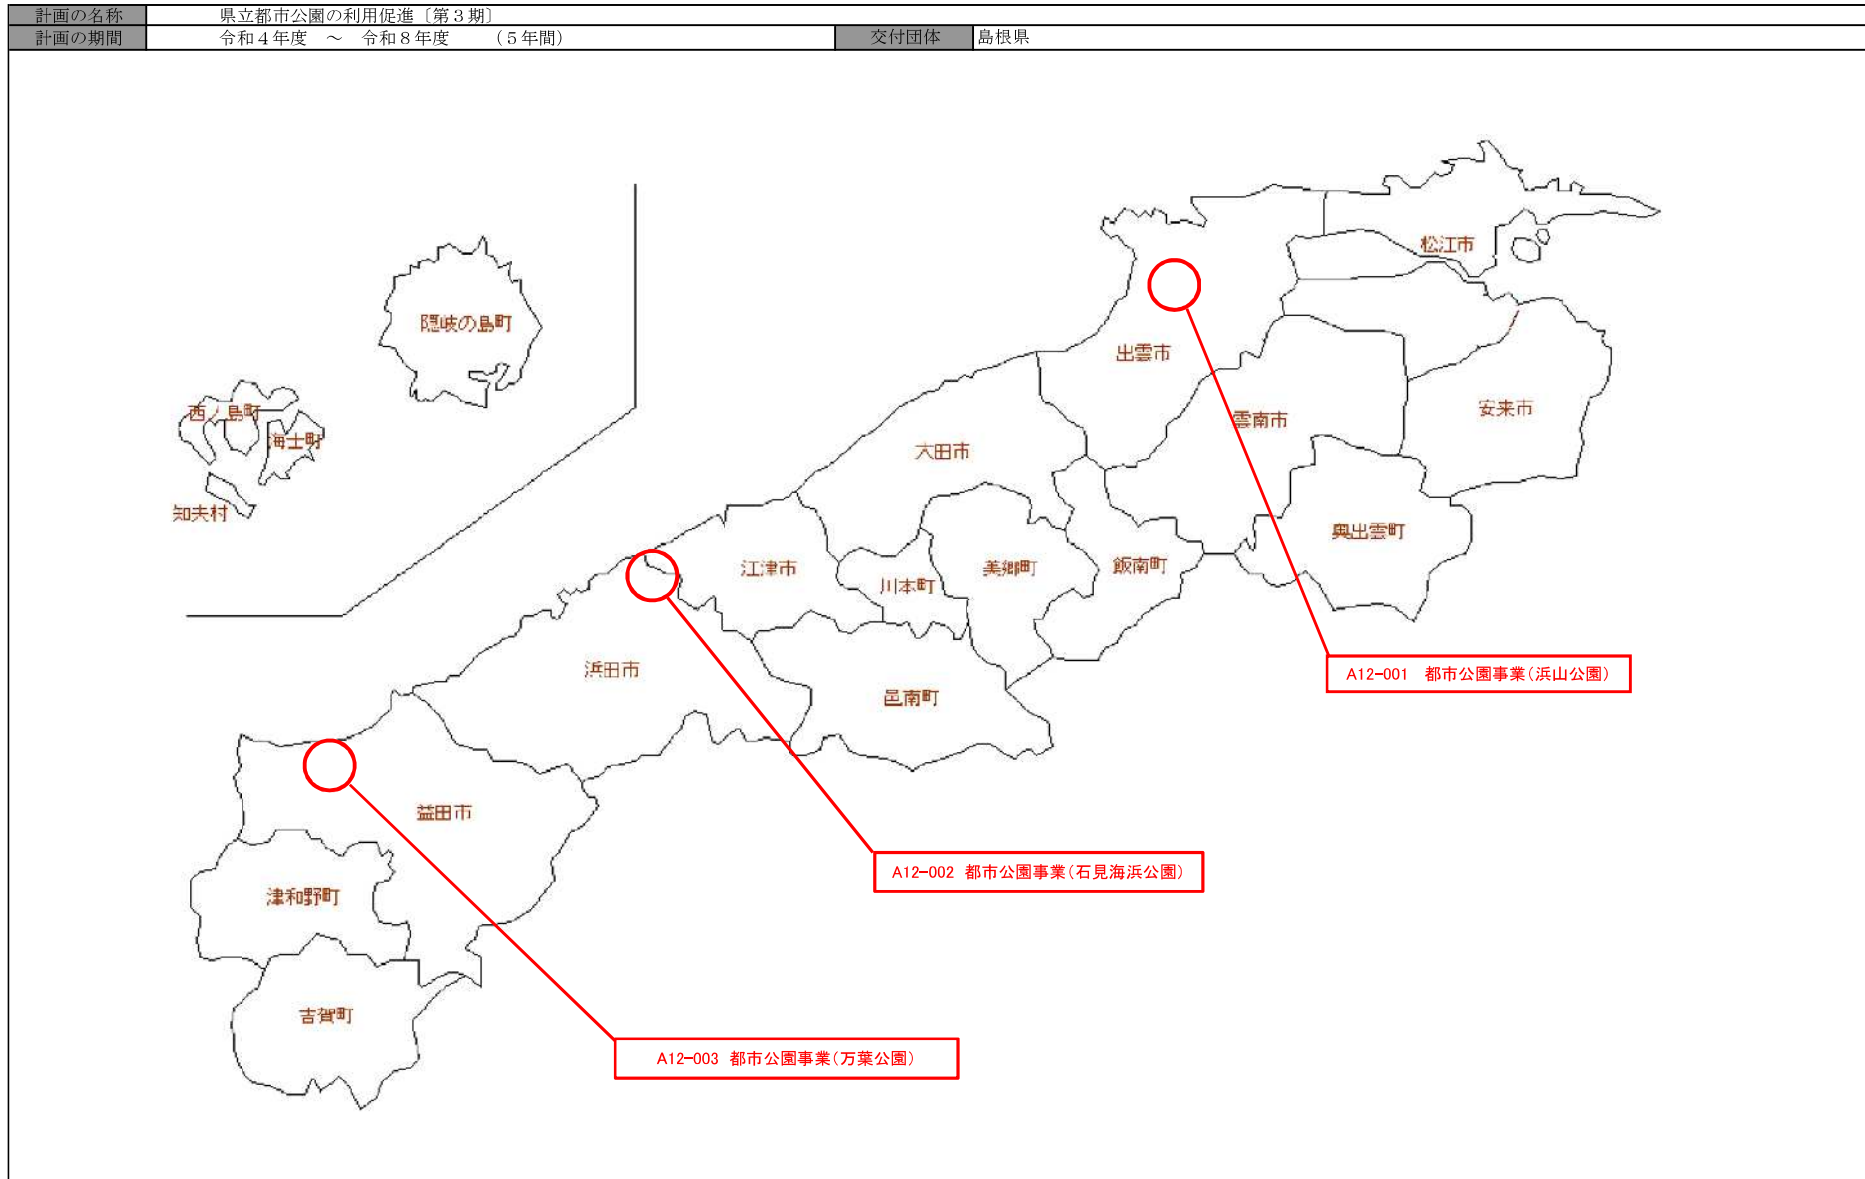 計画の名称 県立都市公園の利用促進〔第3期〕
計画の期間 令和4年度 ~ 令和8年度 (5年間) 交付団体 島根県
松江市
隠岐の島町
出雲市
西ノ島町
海士町
雲南市
安来市
大田市
知夫村
奥出雲町
江津市
川本町
美郷町
飯南町
浜田市
邑南町
A12-001 都市公園事業(浜山公園)
益田市
A12-002 都市公園事業(石見海浜公園)
津和野町
吉賀町
A12-003 都市公園事業(万葉公園)